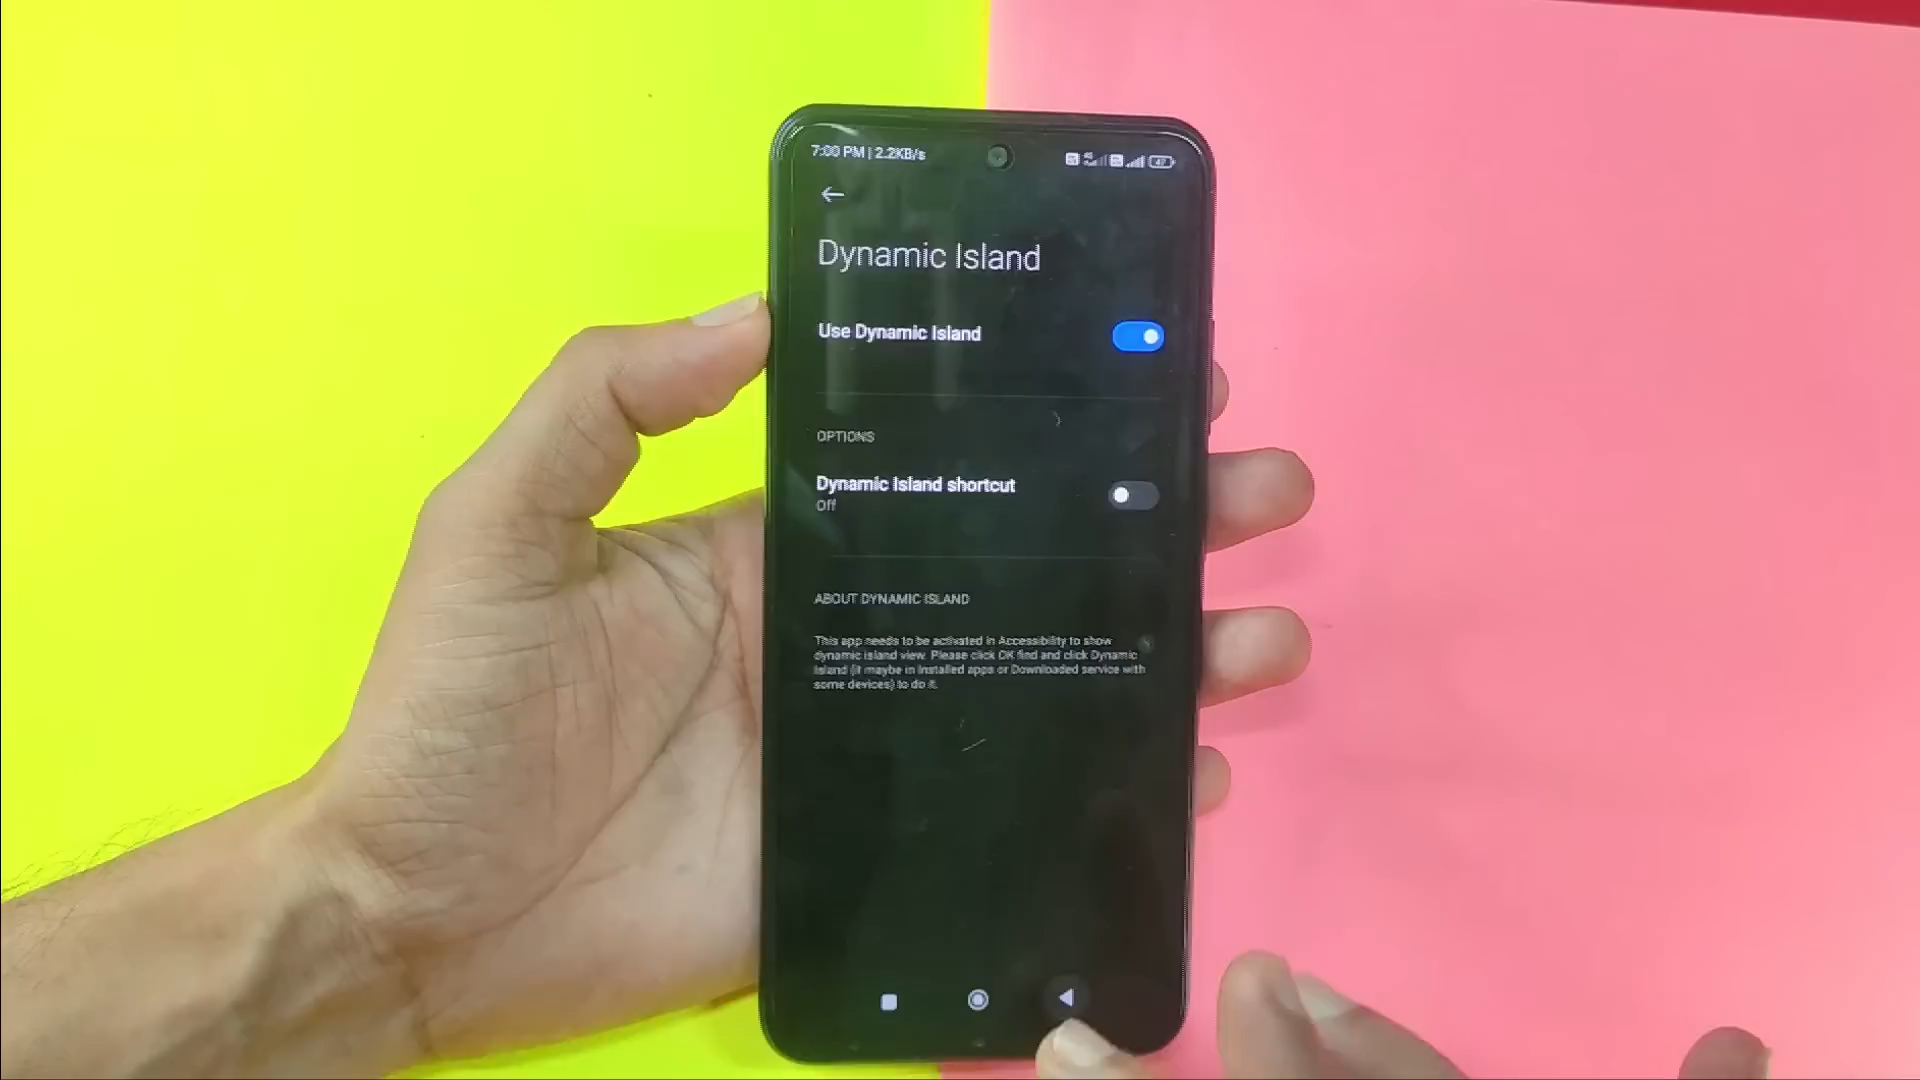 7:00 PM | 2.2KB/s 47
Dynamic Island
Use Dynamic Island
OPTIONS
Dynamic Island shortcut
Off
ABOUT DYNAMIC ISLAND
This app needs to be activated in Accessibility to show
dynamic island view. Please click OK find and click Dynamic
Island (it maybe in Installed apps or Downloaded service with
some devices) to do it.